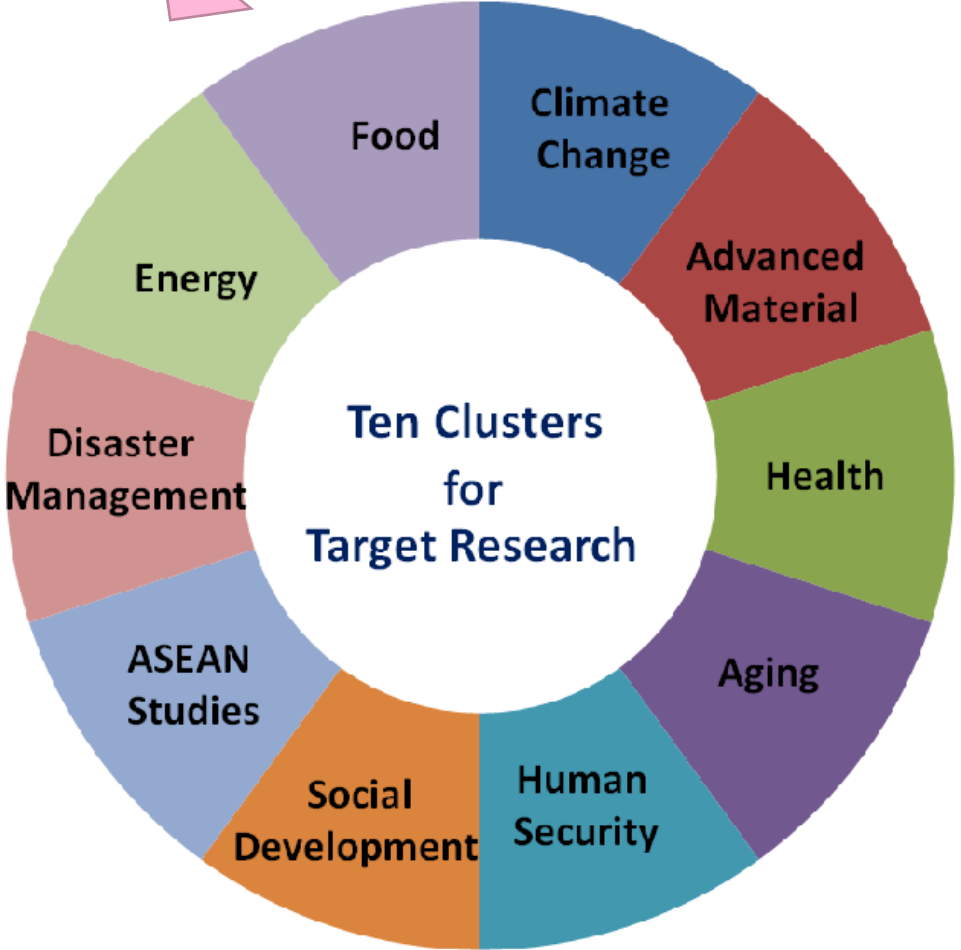 Climate
Change
Advanced
Material
Health
Aging
Human
Security
Social
Development
ASEAN
Studies
Disaster
Management
Energy
Food
Ten Clusters
for
Target Research